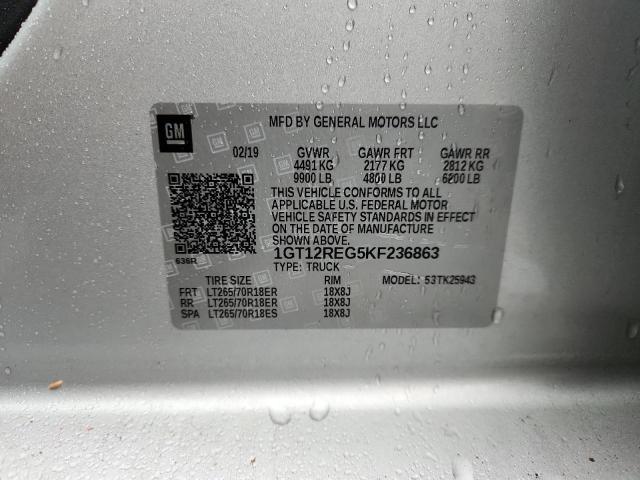 GM
MFD BY GENERAL MOTORS LLC
02/19 GVWR GAWR FRT GAWR RR
4491 KG 2177 KG 2812 KG
9900 LB 4800 LB 6200 LB
THIS VEHICLE CONFORMS TO ALL
APPLICABLE U.S. FEDERAL MOTOR
VEHICLE SAFETY STANDARDS IN EFFECT
ON THE DATE OF MANUFACTURE
SHOWN ABOVE.
636R
1GT12REG5KF236863
TYPE: TRUCK
TIRE SIZE RIM MODEL: 53TK25943
FRT LT265/70R18ER 18X8J
RR LT265/70R18ER 18X8J
SPA LT265/70R18ES 18X8J